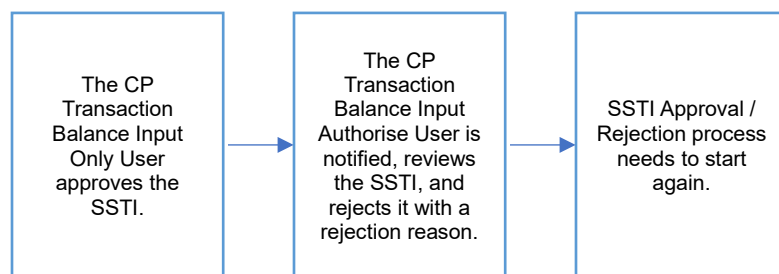 The CP
Transaction
Balance Input
Only User
approves the
SSTI.
The CP
Transaction
Balance Input
Authorise User is
notified, reviews
the SSTI, and
rejects it with a
rejection reason.
SSTI Approval /
Rejection process
needs to start
again.